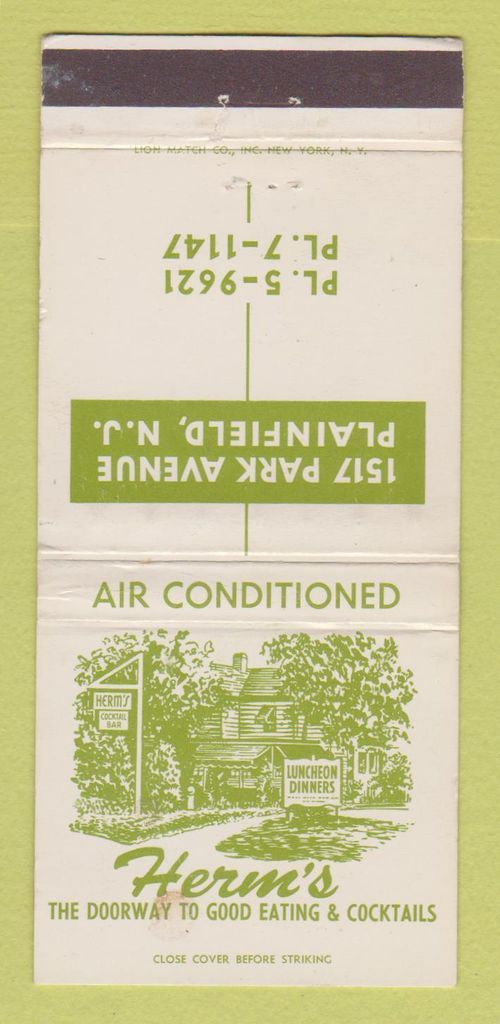 LION MATCH CO., INC. NEW YORK, N. Y.
1517 PARK AVENUE
PLAINFIELD, N.J.
PL. 5-9621
PL. 7-1147
AIR CONDITIONED
HERM'S
COCKTAIL
BAR
LUNCHEON
DINNERS
Herm's
THE DOORWAY TO GOOD EATING & COCKTAILS
CLOSE COVER BEFORE STRIKING